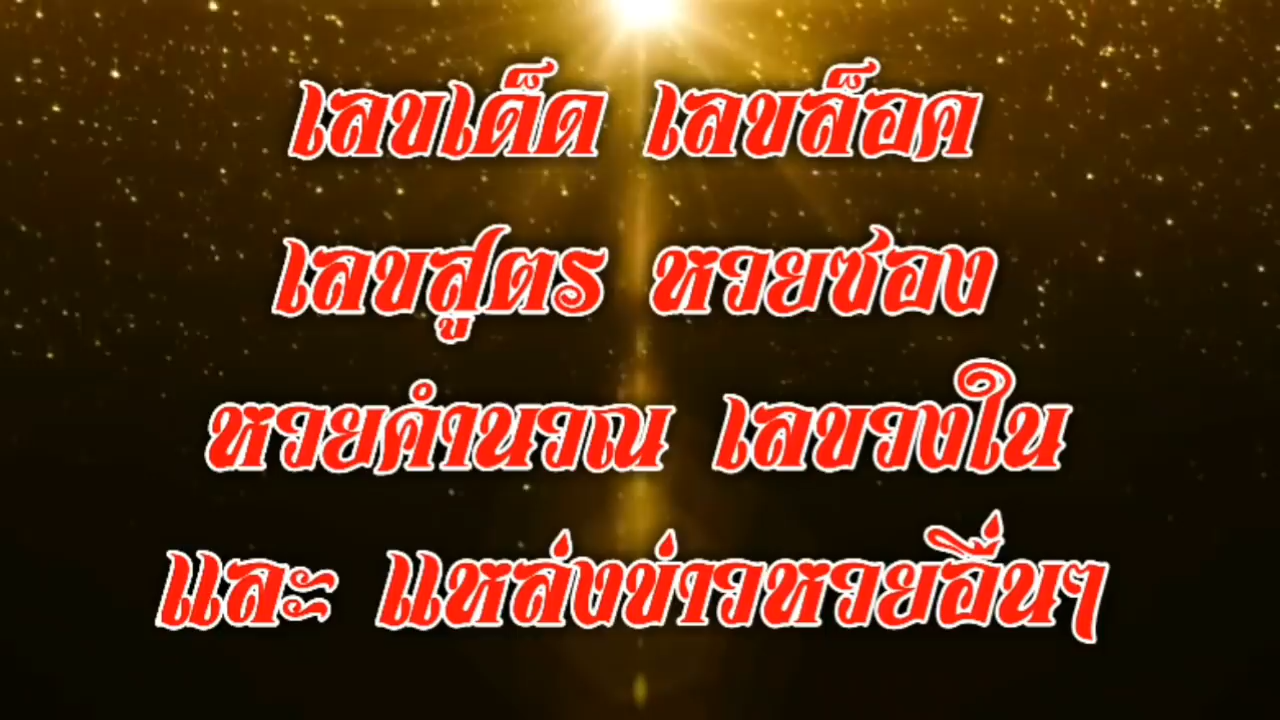 เลขเด็ด เลขล็อค
เลขสูตร หวยซอง
หวยคำนวณ เลขวงใน
และ แหล่งข่าวหวยอื่นๆ